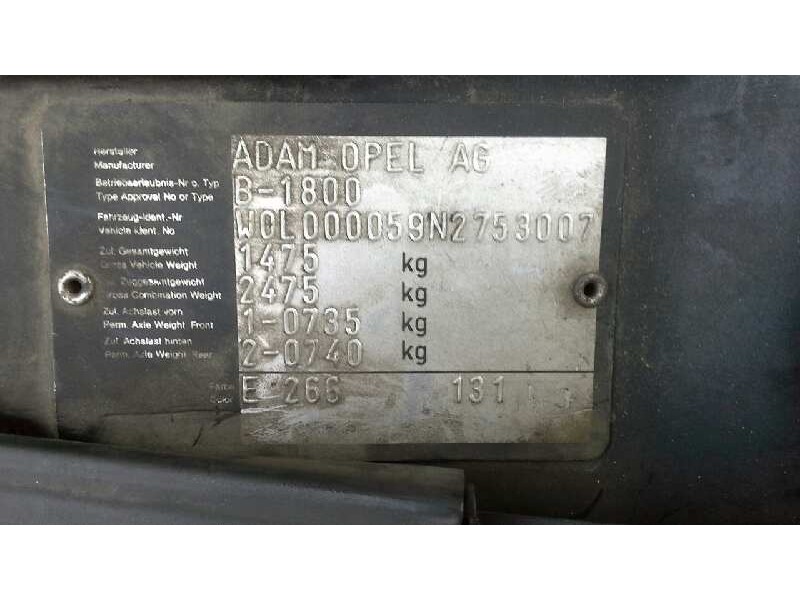 Hersteller
Manufacturer
ADAM OPEL AG
Betriebserlaubnis-Nr o. Typ
Type Approval No or Type
B-1800
Fahrzeug-Ident.-Nr
Vehicle Ident. No
W0L000059N2753007
Zul. Gesamtgewicht
Gross Vehicle Weight
1475 kg
Zul. Zuggesamtgewicht
Gross Combination Weight
2475 kg
Zul. Achslast vorn
Perm. Axle Weight Front
1-0735 kg
Zul. Achslast hinten
Perm. Axle Weight Rear
2-0740 kg
Farbe
Color
E 266 131